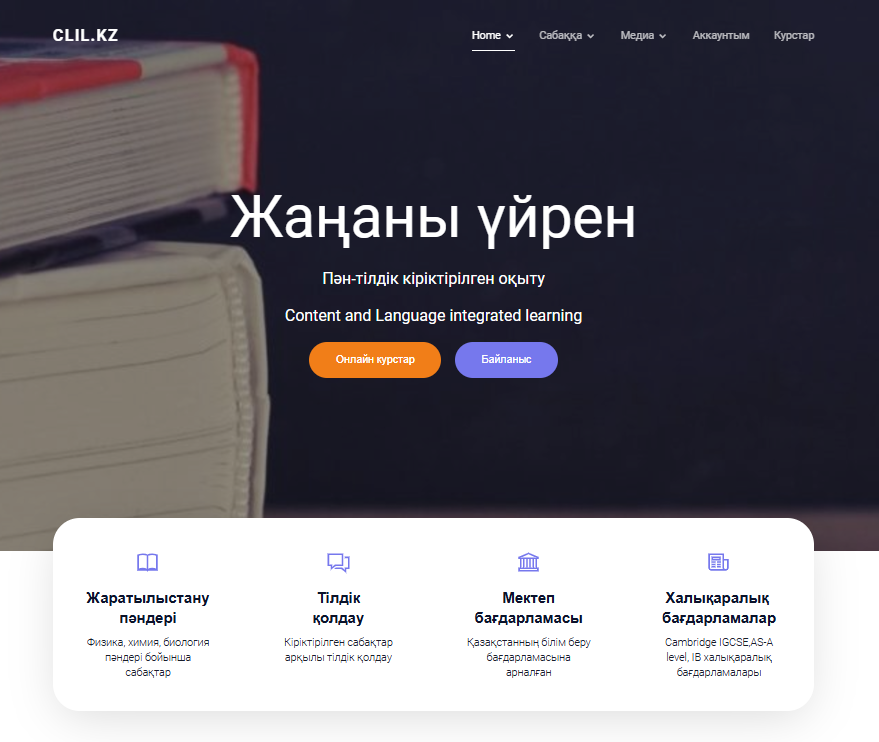 CLIL.KZ
Home
Сабаққа
Медиа
Аккаунтым
Курстар
Жаңаны үйрен
Пән-тілдік кіріктірілген оқыту
Content and Language integrated learning
Онлайн курстар
Байланыс
Жаратылыстану
пәндері
Физика, химия, биология
пәндері бойынша
сабақтар
Тілдік
қолдау
Кіріктірілген сабақтар
арқылы тілдік қолдау
Мектеп
бағдарламасы
Қазақстанның білім беру
бағдарламасына
арналған
Халықаралық
бағдарламалар
Cambridge IGCSE,AS-A
level, IB халықаралық
бағдарламалары